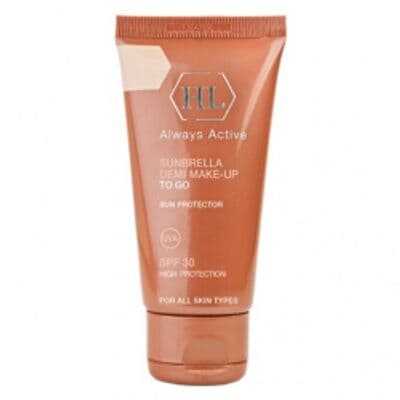 HL
Always Active
SUNBRELLA
DEMI MAKE-UP
TO GO
SUN PROTECTOR
UVA
SPF 30
HIGH PROTECTION
FOR ALL SKIN TYPES